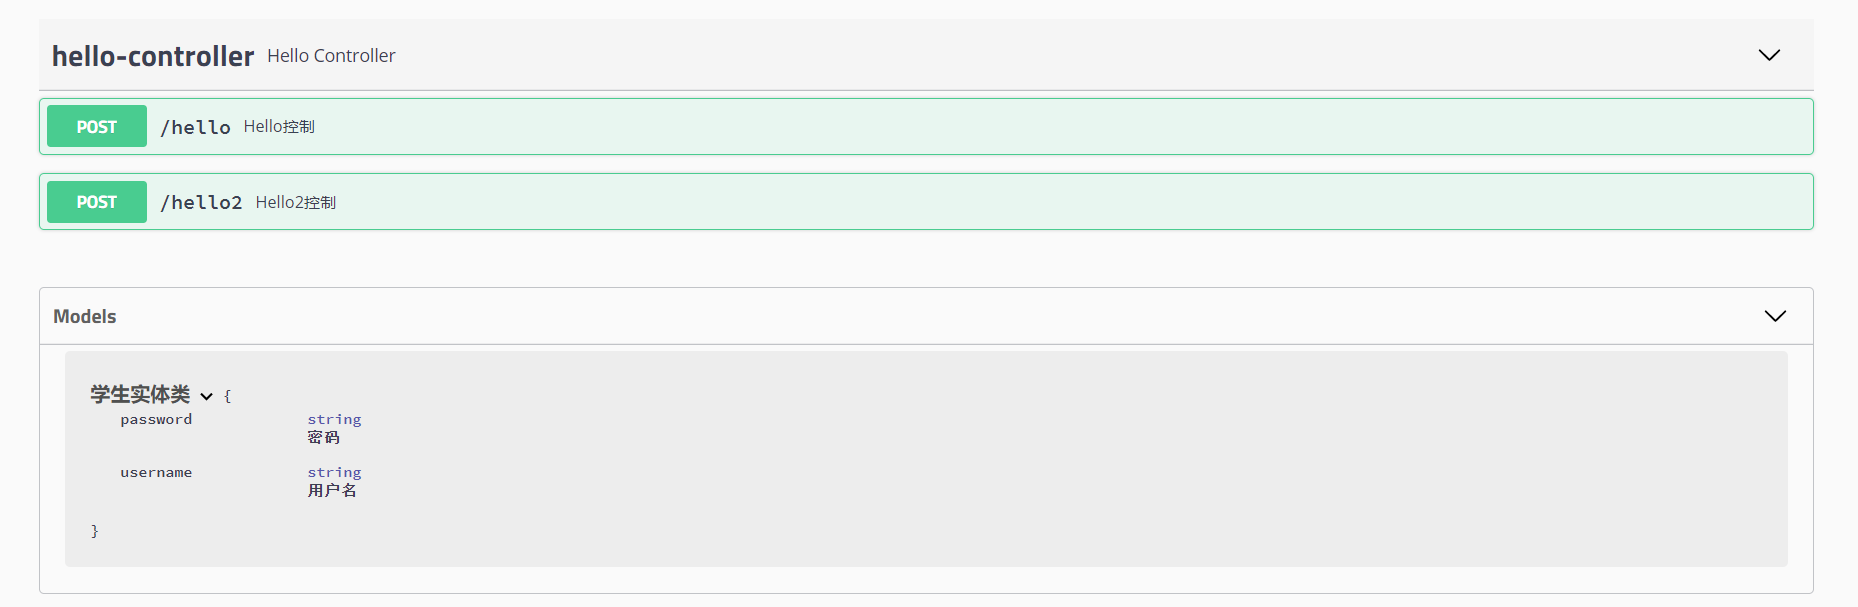 hello-controller Hello Controller
POST /hello Hello控制
POST /hello2 Hello2控制
Models
学生实体类 {
password string
密码
username string
用户名
}